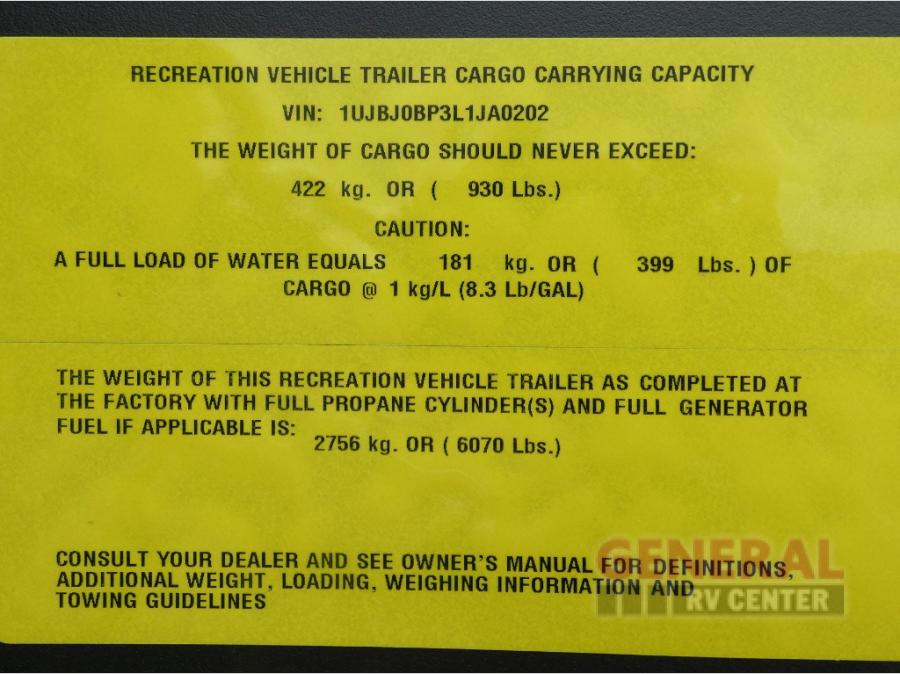 RECREATION VEHICLE TRAILER CARGO CARRYING CAPACITY
VIN: 1UJBJ0BP3L1JA0202
THE WEIGHT OF CARGO SHOULD NEVER EXCEED:
422 kg. OR ( 930 Lbs.)
CAUTION:
A FULL LOAD OF WATER EQUALS 181 kg. OR ( 399 Lbs. ) OF
CARGO @ 1 kg/L (8.3 Lb/GAL)
THE WEIGHT OF THIS RECREATION VEHICLE TRAILER AS COMPLETED AT
THE FACTORY WITH FULL PROPANE CYLINDER(S) AND FULL GENERATOR
FUEL IF APPLICABLE IS:
2756 kg. OR ( 6070 Lbs.)
CONSULT YOUR DEALER AND SEE OWNER'S MANUAL FOR DEFINITIONS,
ADDITIONAL WEIGHT, LOADING, WEIGHING INFORMATION AND
TOWING GUIDELINES
GENERAL
RV CENTER